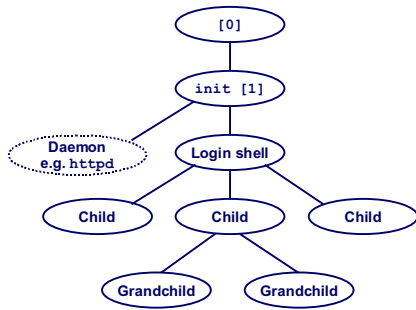 [0]
init [1]
Daemon
e.g. httpd
Login shell
Child
Child
Child
Grandchild
Grandchild